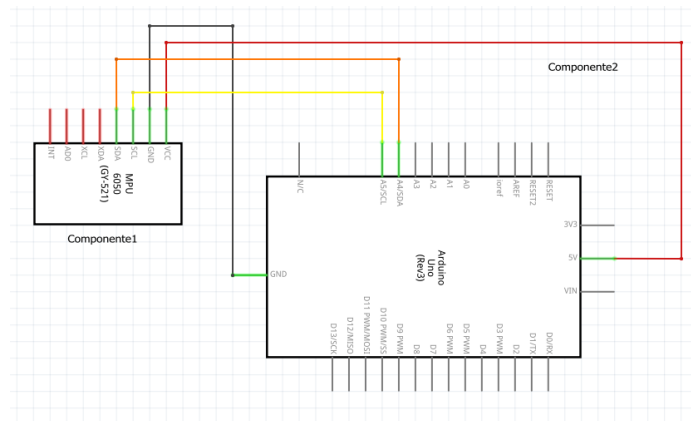 Componente2
INT
AD0
XCL
XDA
SDA
SCL
GND
VCC
MPU
6050
(GY-521)
Componente1
N/C
A5/SCL
A4/SDA
A3
A2
A1
A0
ioref
AREF
RESET2
RESET
3V3
5V
VIN
GND
Arduino
Uno
(Rev3)
D13/SCK
D12/MISO
D11 PWM/MOSI
D10 PWM/SS
D9 PWM
D8
D7
D6 PWM
D5 PWM
D4
D3 PWM
D2
D1/TX
D0/RX